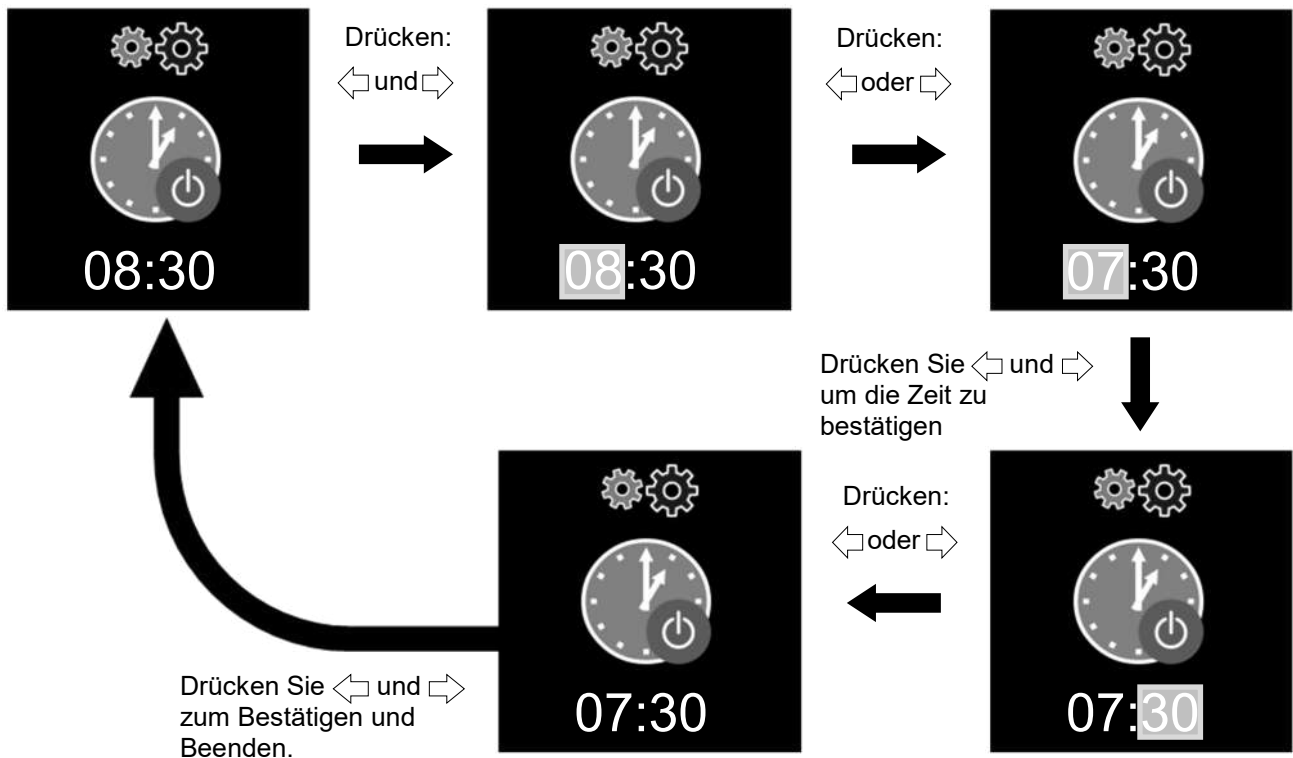 Drücken:
und
Drücken:
oder
08:30
08:30
07:30
Drücken Sie und
um die Zeit zu
bestätigen
Drücken:
oder
07:30
07:30
Drücken Sie und
zum Bestätigen und
Beenden.